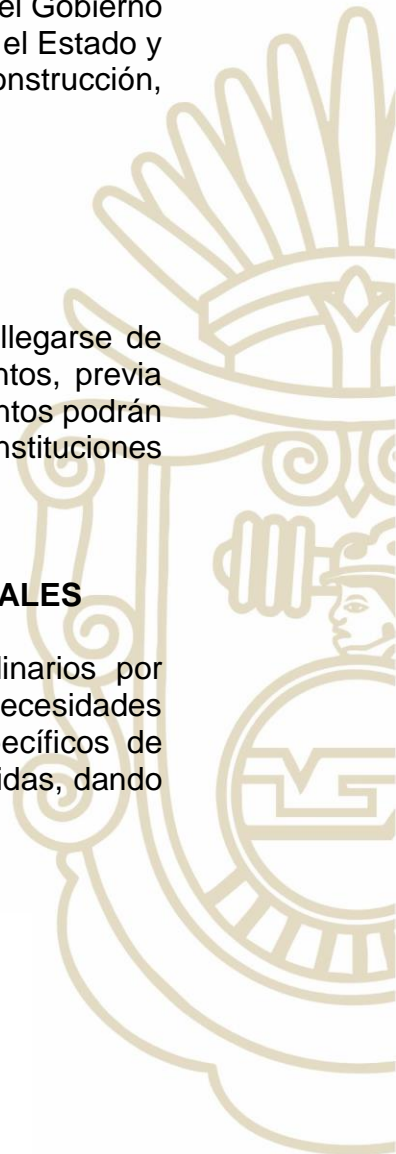 el Gobierno
el Estado y
onstrucción,
llegarse de
ntos, previa
ntos podrán
nstituciones
ALES
linarios por
ecesidades
pecíficos de
idas, dando